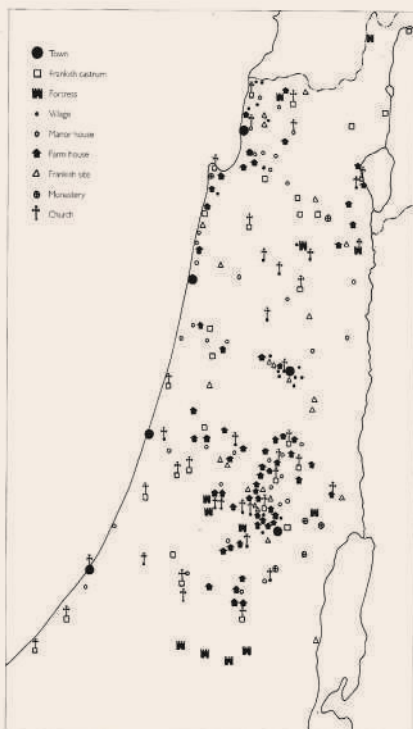 Town
Frankish castrum
Fortress
Village
Manor house
Farm house
Frankish site
Monastery
Church